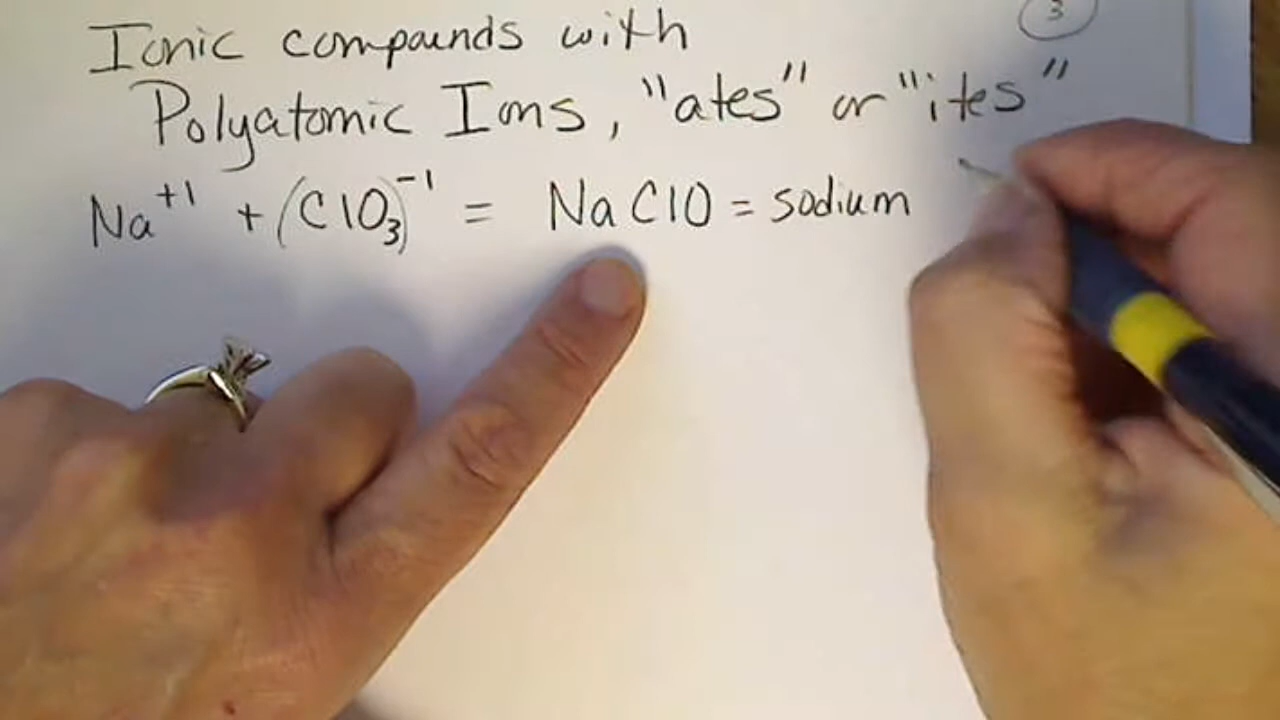 3
Ionic compounds with
Polyatomic Ions, "ates" or "ites"
Na⁺¹ + (ClO₃)⁻¹ = NaClO = sodium